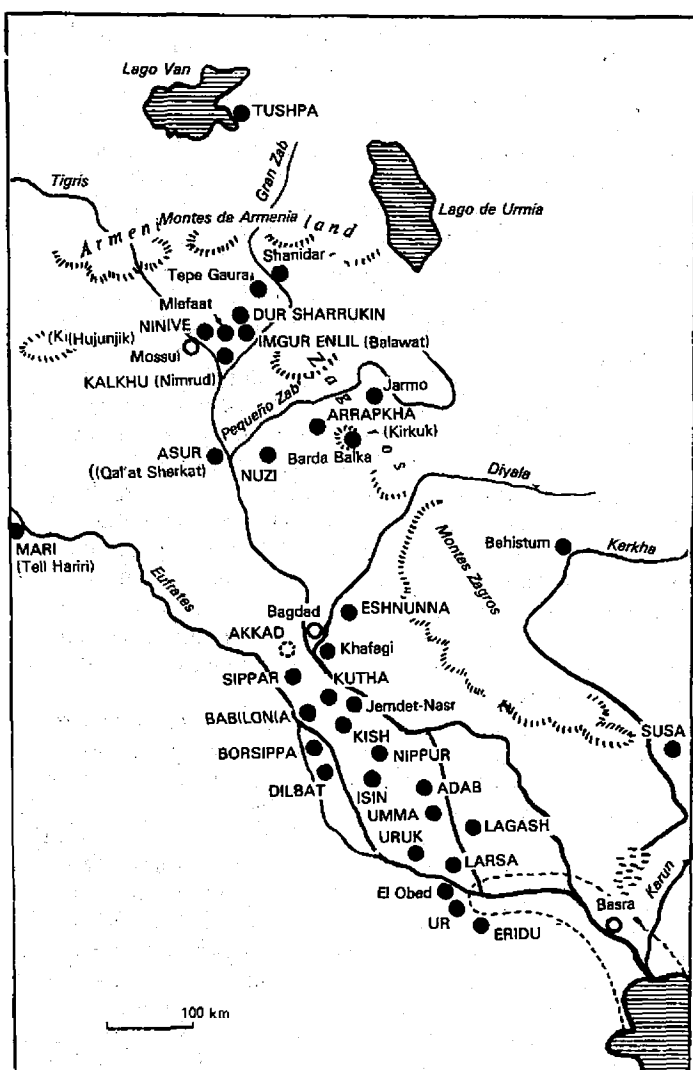 Lago Van
TUSHPA
Gran Zab
Tigris
Lago de Urmia
Montes de Armenia
Armeni
land
Shanidar
Tepe Gaura
Mlefaat
DUR SHARRUKIN
NINIVE
(Hujunjik)
IMGUR ENLIL (Balawat)
Mossul
KALKHU (Nimrud)
Jarmo
Pequeño Zab
ARRAPKHA
(Kirkuk)
ASUR
((Qal'at Sherkat)
NUZI
Barda Balka
Diyala
MARI
(Tell Hariri)
Behistum
Kerkha
Eufrates
Montes Zagros
Bagdad
ESHNUNNA
AKKAD
Khafagi
SIPPAR
KUTHA
Jemdet-Nasr
BABILONIA
KISH
SUSA
BORSIPPA
NIPPUR
DILBAT
ISIN
ADAB
UMMA
LAGASH
URUK
LARSA
El Obed
Karun
Basra
UR
ERIDU
100 km